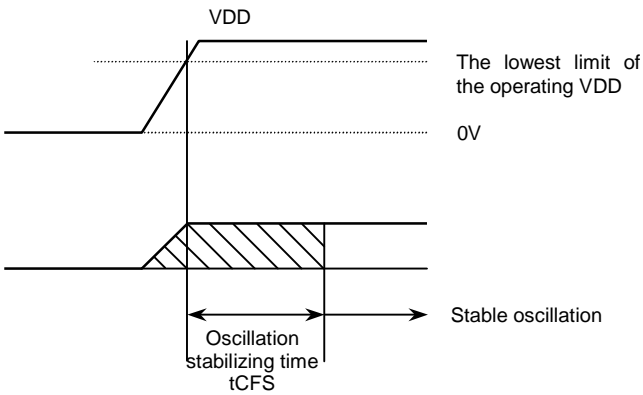 VDD
The lowest limit of
the operating VDD
0V
Stable oscillation
Oscillation
stabilizing time
tCFS